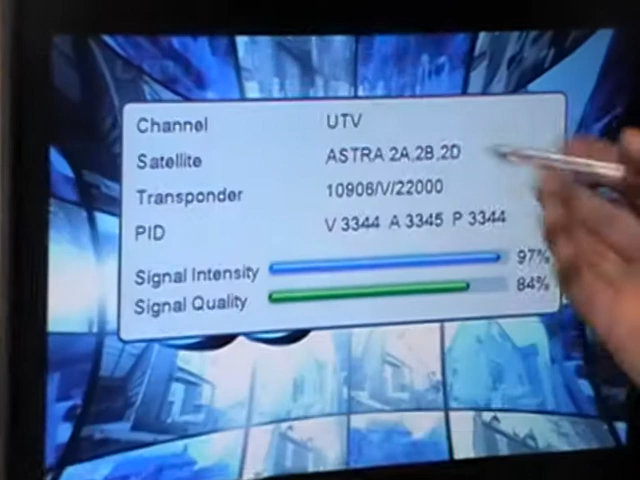 Channel UTV
Satellite ASTRA 2A,2B,2D
Transponder 10906/V/22000
PID V 3344 A 3345 P 3344
Signal Intensity 97%
Signal Quality 84%